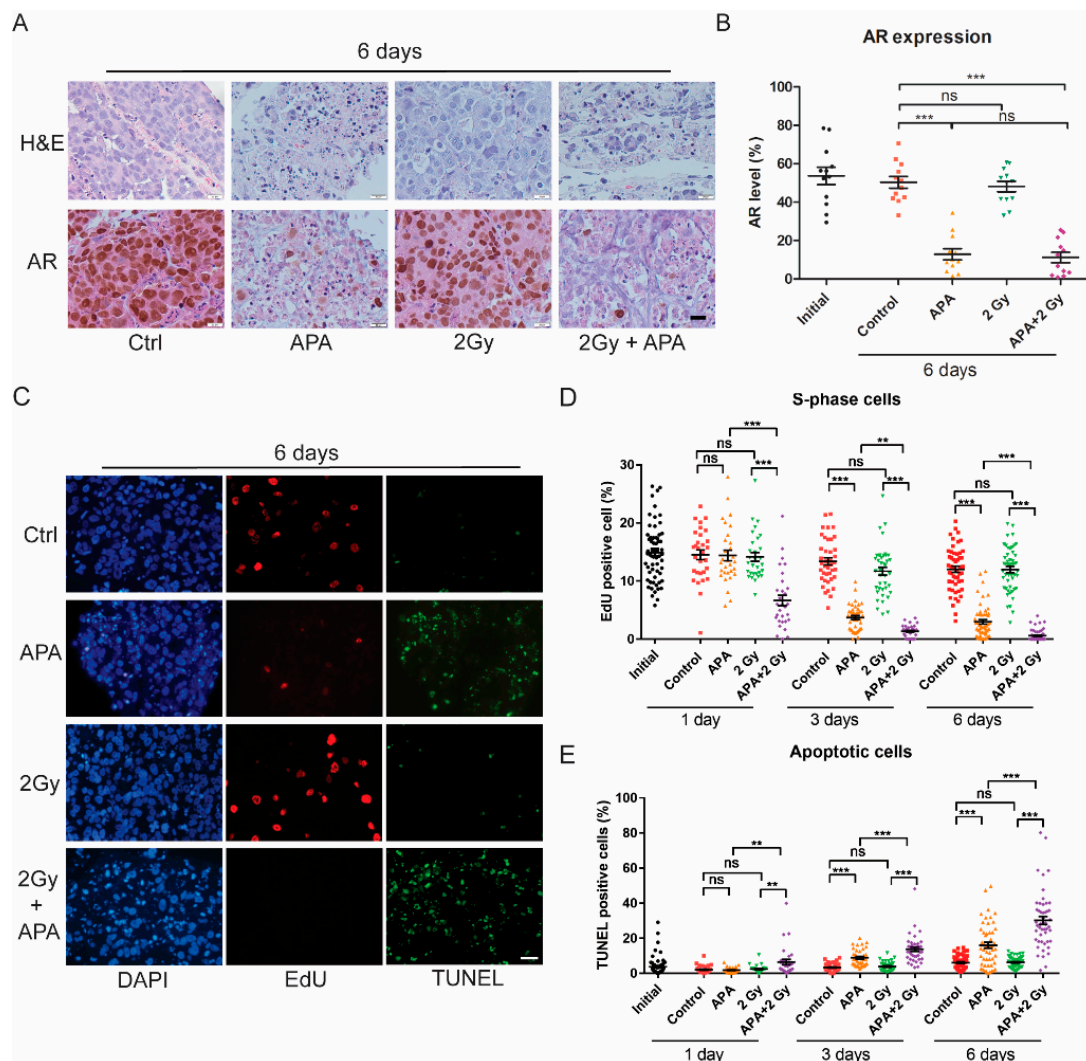 A
6 days
H&E
AR
Ctrl
APA
2Gy
2Gy + APA
B
AR expression
***
ns
***
ns
AR level (%)
100
80
60
40
20
0
Initial
Control
APA
2 Gy
APA+2 Gy
6 days
C
6 days
Ctrl
APA
2Gy
2Gy
+
APA
DAPI
EdU
TUNEL
D
S-phase cells
***
ns
ns
***
**
ns
***
***
***
ns
***
***
EdU positive cell (%)
30
20
10
0
Initial
Control
APA
2 Gy
APA+2 Gy
Control
APA
2 Gy
APA+2 Gy
Control
APA
2 Gy
APA+2 Gy
1 day
3 days
6 days
E
Apoptotic cells
**
ns
ns
**
***
ns
***
***
***
ns
***
***
TUNEL positive cells (%)
100
80
60
40
20
0
Initial
Control
APA
2 Gy
APA+2 Gy
Control
APA
2 Gy
APA+2 Gy
Control
APA
2 Gy
APA+2 Gy
1 day
3 days
6 days